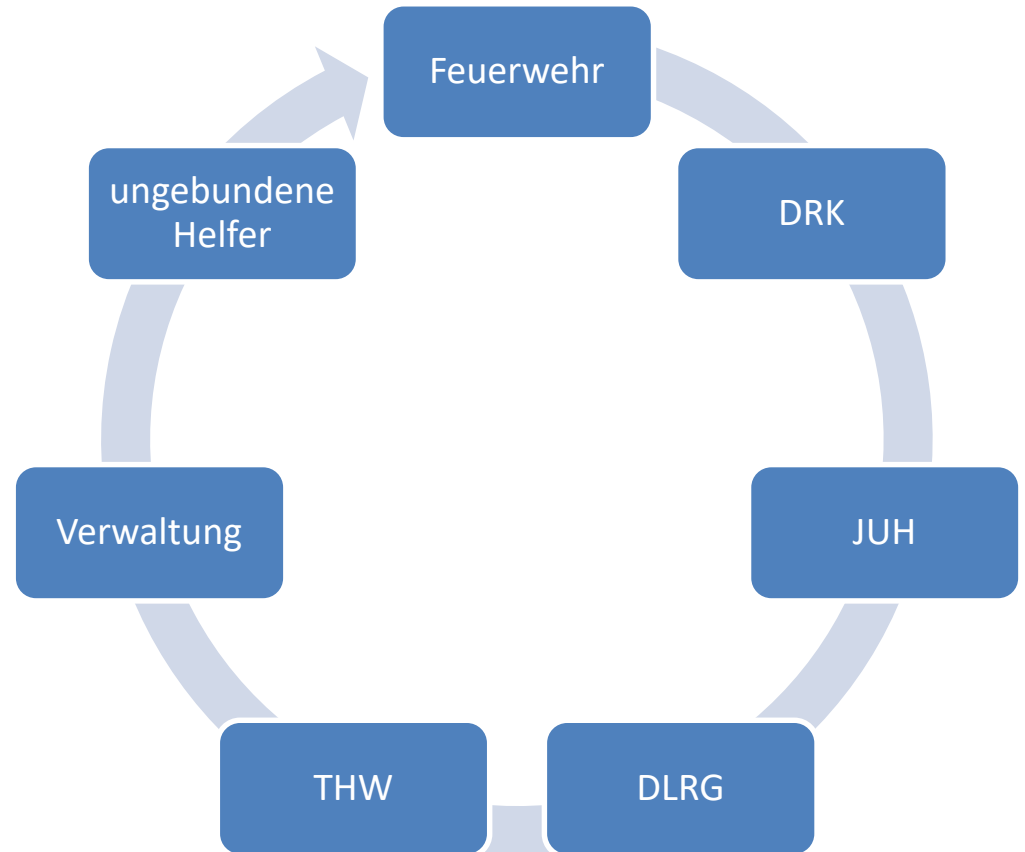 Feuerwehr
DRK
JUH
DLRG
THW
Verwaltung
ungebundene
Helfer